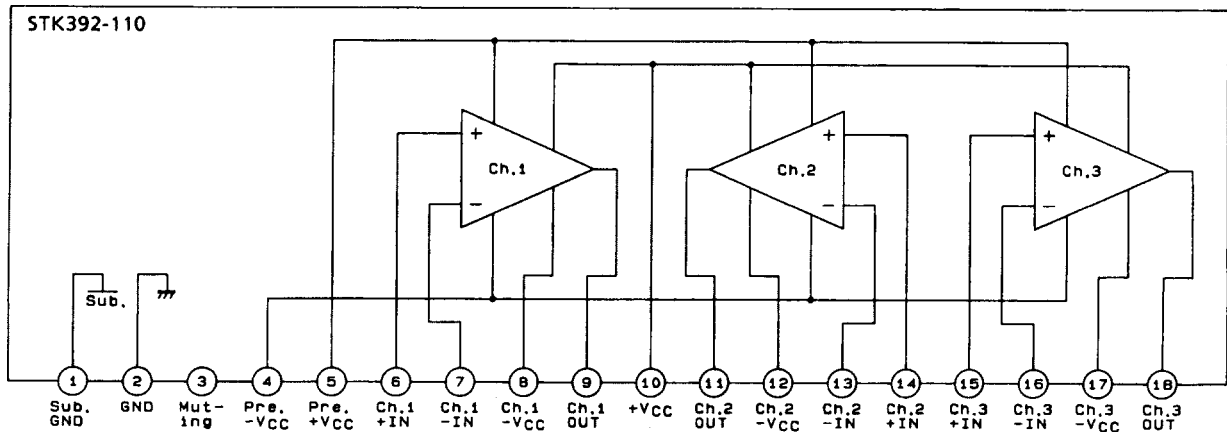 STK392-110
+
Ch.1
−
+
Ch.2
−
+
Ch.3
−
Sub.
1 2 3 4 5 6 7 8 9 10 11 12 13 14 15 16 17 18
Sub. GND Mut- Pre. Pre. Ch.1 Ch.1 Ch.1 Ch.1 +VCC Ch.2 Ch.2 Ch.2 Ch.2 Ch.3 Ch.3 Ch.3 Ch.3
GND ing -VCC +VCC +IN -IN -VCC OUT OUT -VCC -IN +IN +IN -IN -VCC OUT